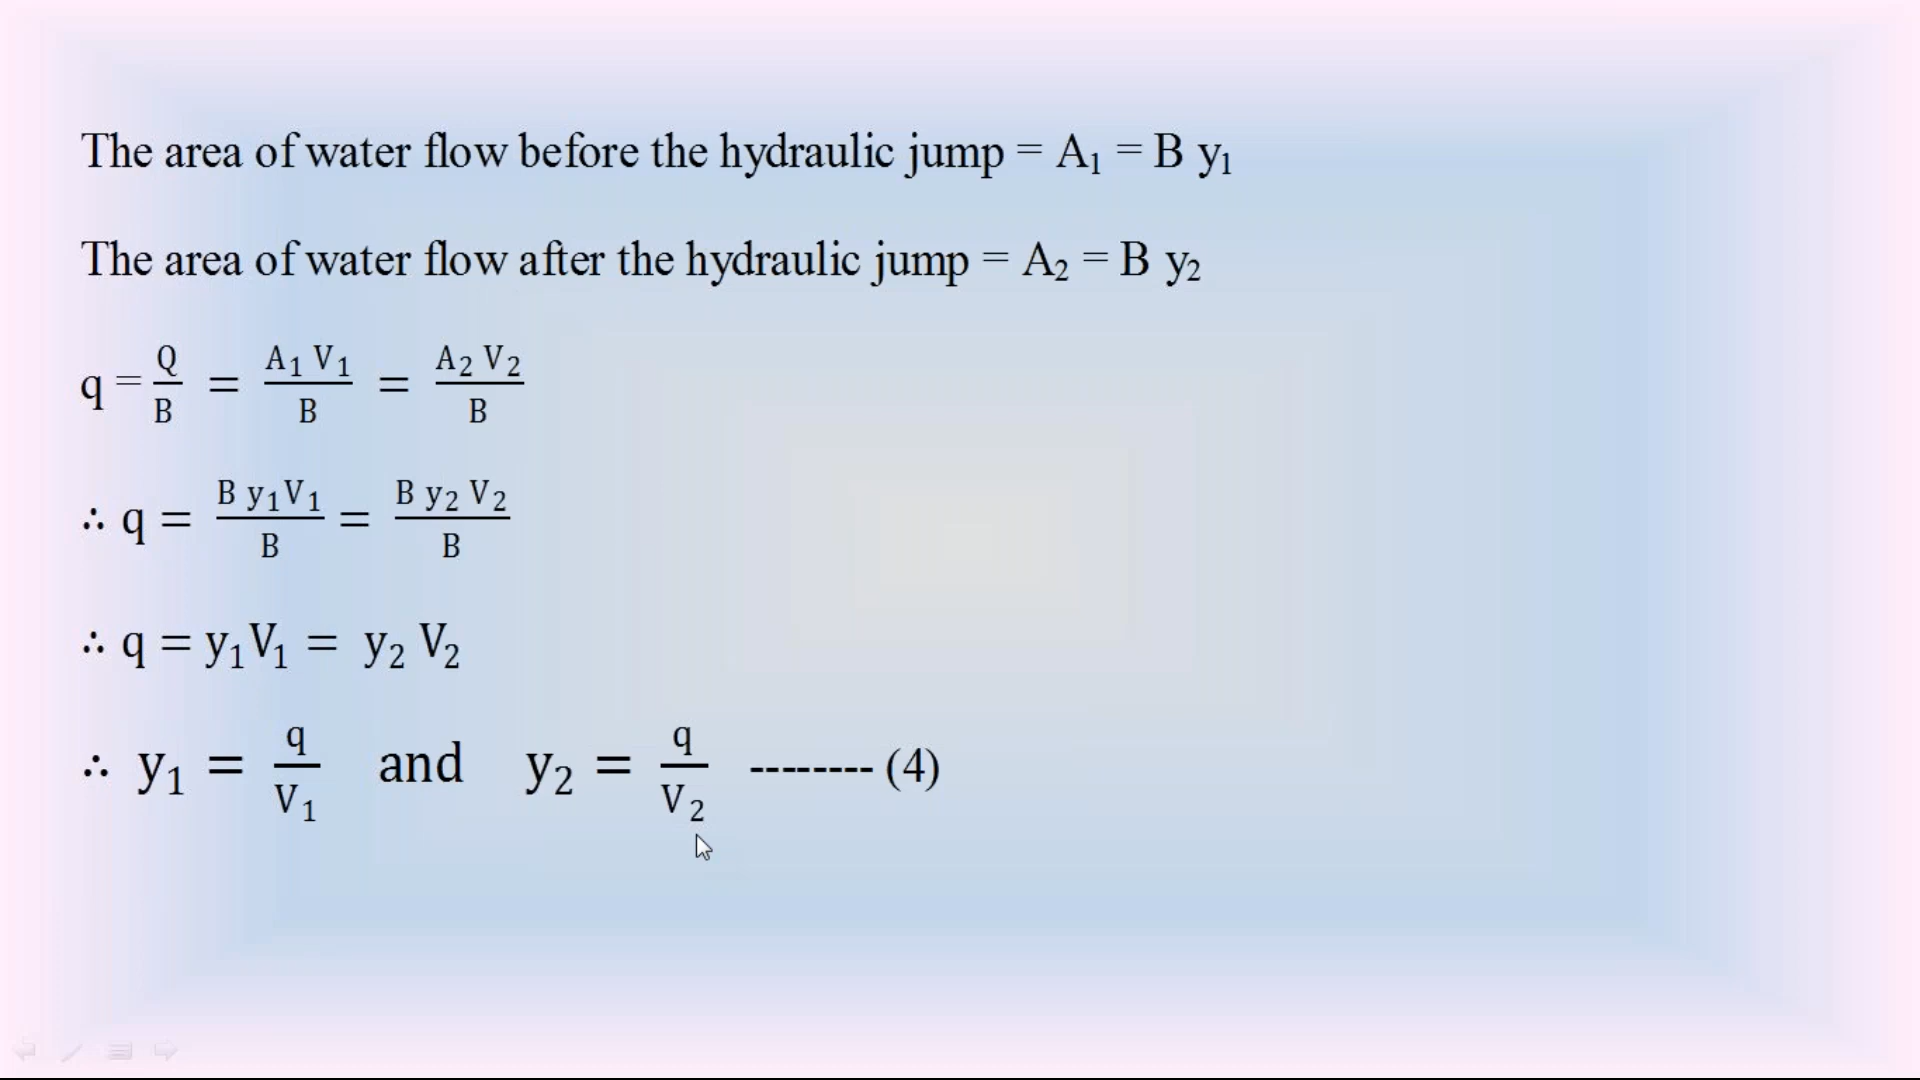 The area of water flow before the hydraulic jump = A₁ = B y₁
The area of water flow after the hydraulic jump = A₂ = B y₂
q = Q/B = A₁ V₁/B = A₂ V₂/B
∴ q = B y₁V₁/B = B y₂ V₂/B
∴ q = y₁V₁ = y₂ V₂
∴ y₁ = q/V₁ and y₂ = q/V₂ -------- (4)